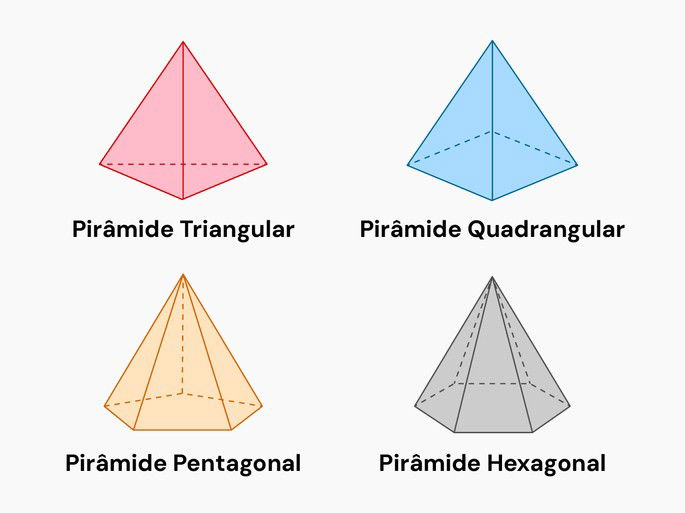 Pirâmide Triangular
Pirâmide Quadrangular
Pirâmide Pentagonal
Pirâmide Hexagonal